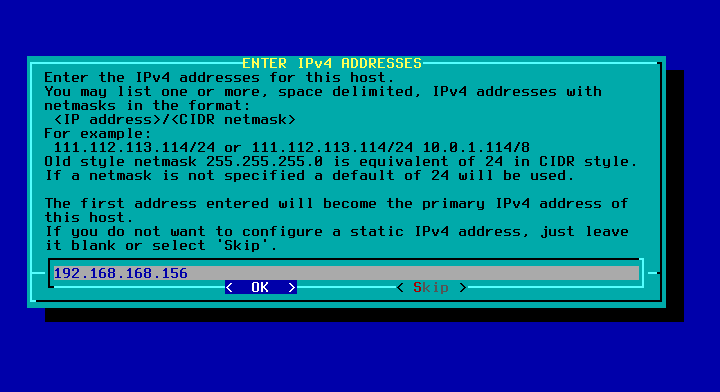 ENTER IPv4 ADDRESSES
Enter the IPv4 addresses for this host.
You may list one or more, space delimited, IPv4 addresses with
netmasks in the format:
<IP address>/<CIDR netmask>
For example:
111.112.113.114/24 or 111.112.113.114/24 10.0.1.114/8
Old style netmask 255.255.255.0 is equivalent of 24 in CIDR style.
If a netmask is not specified a default of 24 will be used.
The first address entered will become the primary IPv4 address of
this host.
If you do not want to configure a static IPv4 address, just leave
it blank or select 'Skip'.
192.168.168.156
< OK > < Skip >